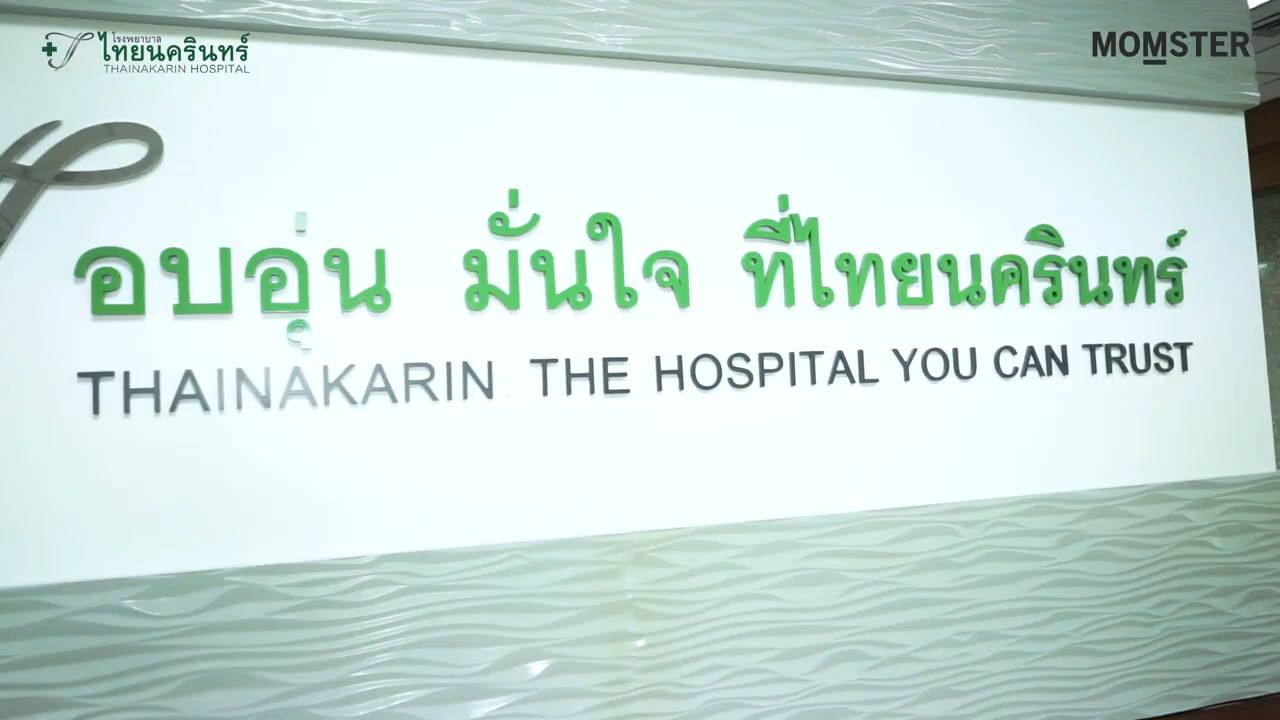 โรงพยาบาล
ไทยนครินทร์
THAINAKARIN HOSPITAL
MOMSTER
อบอุ่น มั่นใจ ที่ไทยนครินทร์
THAINAKARIN THE HOSPITAL YOU CAN TRUST